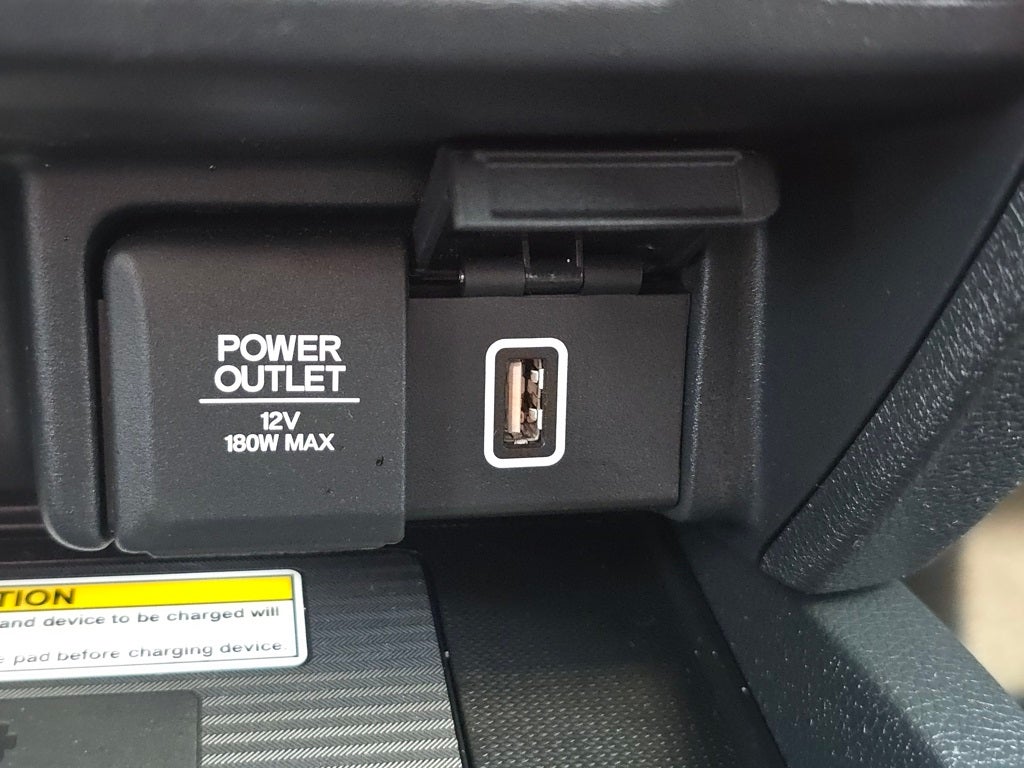 POWER
OUTLET
12V
180W MAX
TION
and device to be charged will
pad before charging device.